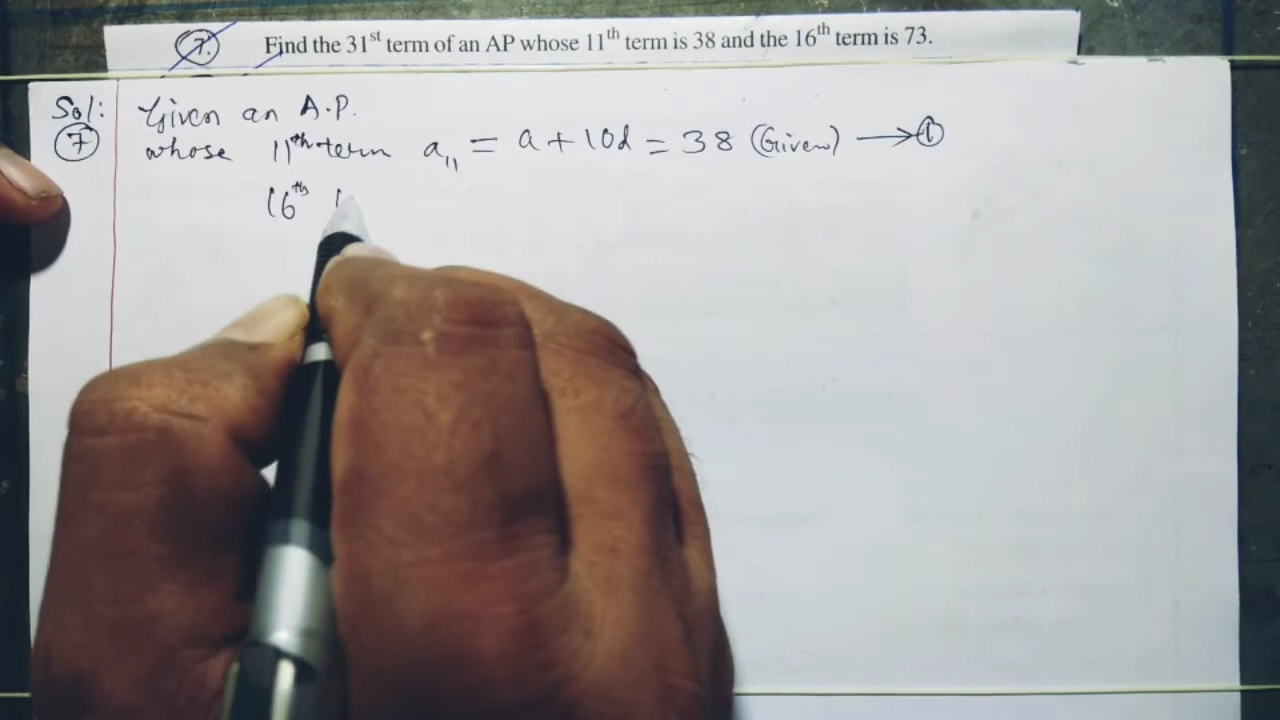 7. Find the 31st term of an AP whose 11th term is 38 and the 16th term is 73.
Sol: Given an A.P.
7 whose 11th term a11 = a + 10d = 38 (Given) → 1
16th